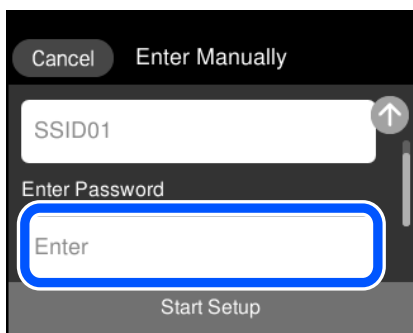 Cancel Enter Manually
SSID01
Enter Password
Enter
Start Setup